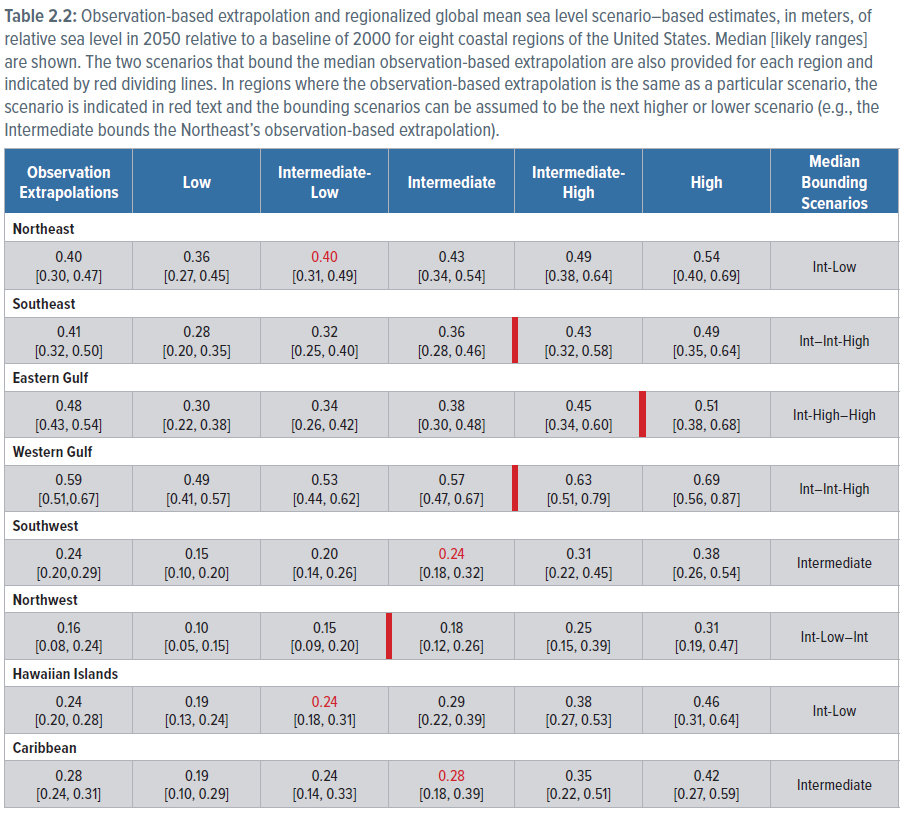 Table 2.2: Observation-based extrapolation and regionalized global mean sea level scenario–based estimates, in meters, of
relative sea level in 2050 relative to a baseline of 2000 for eight coastal regions of the United States. Median [likely ranges]
are shown. The two scenarios that bound the median observation-based extrapolation are also provided for each region and
indicated by red dividing lines. In regions where the observation-based extrapolation is the same as a particular scenario, the
scenario is indicated in red text and the bounding scenarios can be assumed to be the next higher or lower scenario (e.g., the
Intermediate bounds the Northeast's observation-based extrapolation).
Observation Extrapolations Low Intermediate-Low Intermediate Intermediate-High High Median Bounding Scenarios
Northeast
0.40 0.36 0.40 0.43 0.49 0.54
[0.30, 0.47] [0.27, 0.45] [0.31, 0.49] [0.34, 0.54] [0.38, 0.64] [0.40, 0.69] Int-Low
Southeast
0.41 0.28 0.32 0.36 0.43 0.49
[0.32, 0.50] [0.20, 0.35] [0.25, 0.40] [0.28, 0.46] [0.32, 0.58] [0.35, 0.64] Int–Int-High
Eastern Gulf
0.48 0.30 0.34 0.38 0.45 0.51
[0.43, 0.54] [0.22, 0.38] [0.26, 0.42] [0.30, 0.48] [0.34, 0.60] [0.38, 0.68] Int-High–High
Western Gulf
0.59 0.49 0.53 0.57 0.63 0.69
[0.51,0.67] [0.41, 0.57] [0.44, 0.62] [0.47, 0.67] [0.51, 0.79] [0.56, 0.87] Int–Int-High
Southwest
0.24 0.15 0.20 0.24 0.31 0.38
[0.20,0.29] [0.10, 0.20] [0.14, 0.26] [0.18, 0.32] [0.22, 0.45] [0.26, 0.54] Intermediate
Northwest
0.16 0.10 0.15 0.18 0.25 0.31
[0.08, 0.24] [0.05, 0.15] [0.09, 0.20] [0.12, 0.26] [0.15, 0.39] [0.19, 0.47] Int-Low–Int
Hawaiian Islands
0.24 0.19 0.24 0.29 0.38 0.46
[0.20, 0.28] [0.13, 0.24] [0.18, 0.31] [0.22, 0.39] [0.27, 0.53] [0.31, 0.64] Int-Low
Caribbean
0.28 0.19 0.24 0.28 0.35 0.42
[0.24, 0.31] [0.10, 0.29] [0.14, 0.33] [0.18, 0.39] [0.22, 0.51] [0.27, 0.59] Intermediate